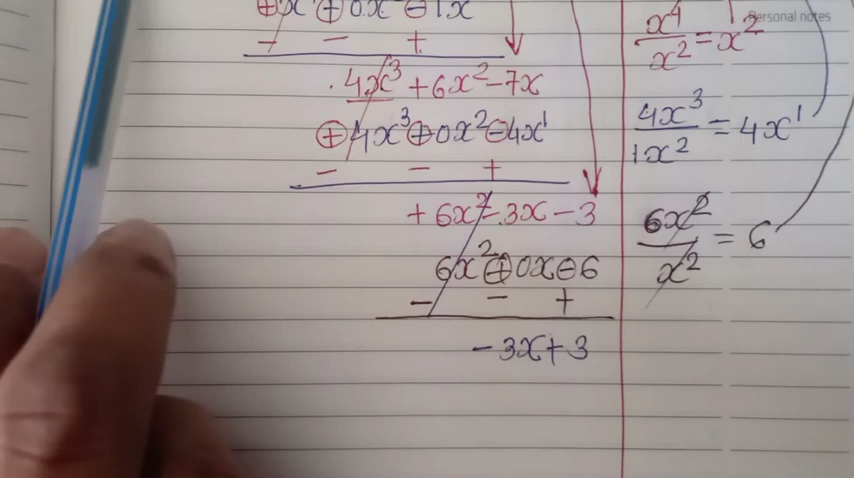 ⊕x ⊕0x ⊖1x
- - +
4x³ + 6x² - 7x
⊕4x³ ⊕0x² ⊖4x¹
- - +
+ 6x² - 3x - 3
6x² ⊕0x ⊖6
- - +
- 3x + 3
Personal notes
x⁴/x² = x²
4x³/1x² = 4x¹
6x²/x² = 6